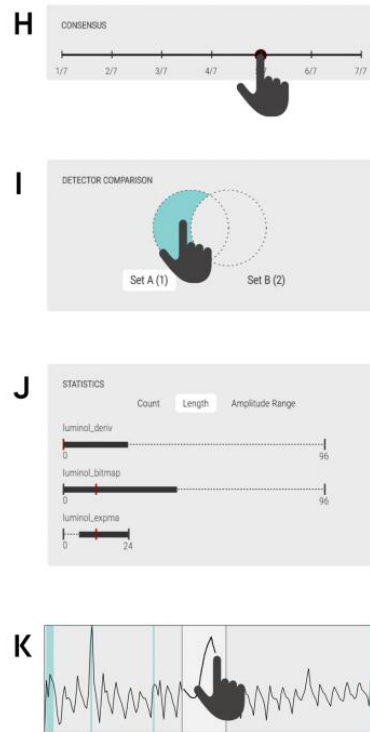 H
CONSENSUS
1/7 2/7 3/7 4/7 /7 6/7 7/7
I
DETECTOR COMPARISON
Set A (1) Set B (2)
J
STATISTICS
Count Length Amplitude Range
luminol_deriv
0 96
luminol_bitmap
0 96
luminol_expma
0 24
K